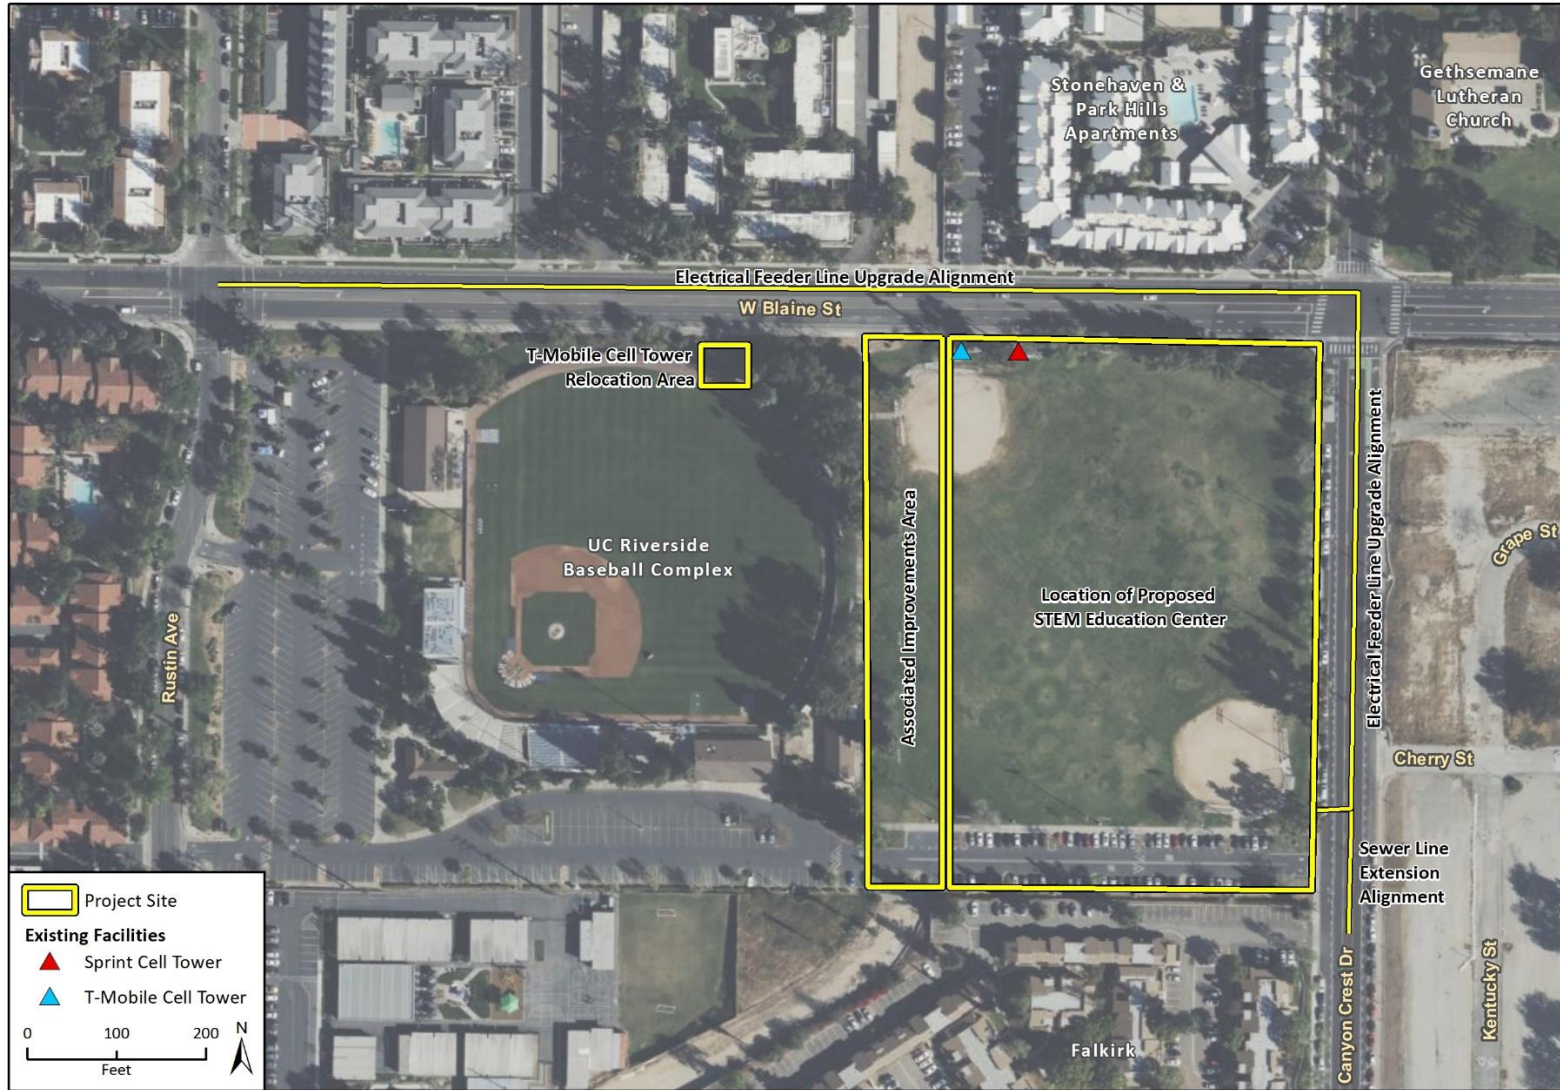 Stonehaven &
Park Hills
Apartments
Gethsemane
Lutheran
Church
Electrical Feeder Line Upgrade Alignment
W Blaine St
T-Mobile Cell Tower
Relocation Area
UC Riverside
Baseball Complex
Associated Improvements Area
Location of Proposed
STEM Education Center
Electrical Feeder Line Upgrade Alignment
Grape St
Rustin Ave
Cherry St
Sewer Line
Extension
Alignment
Kentucky St
Canyon Crest Dr
Falkirk
Project Site
Existing Facilities
Sprint Cell Tower
T-Mobile Cell Tower
0 100 200
Feet
N